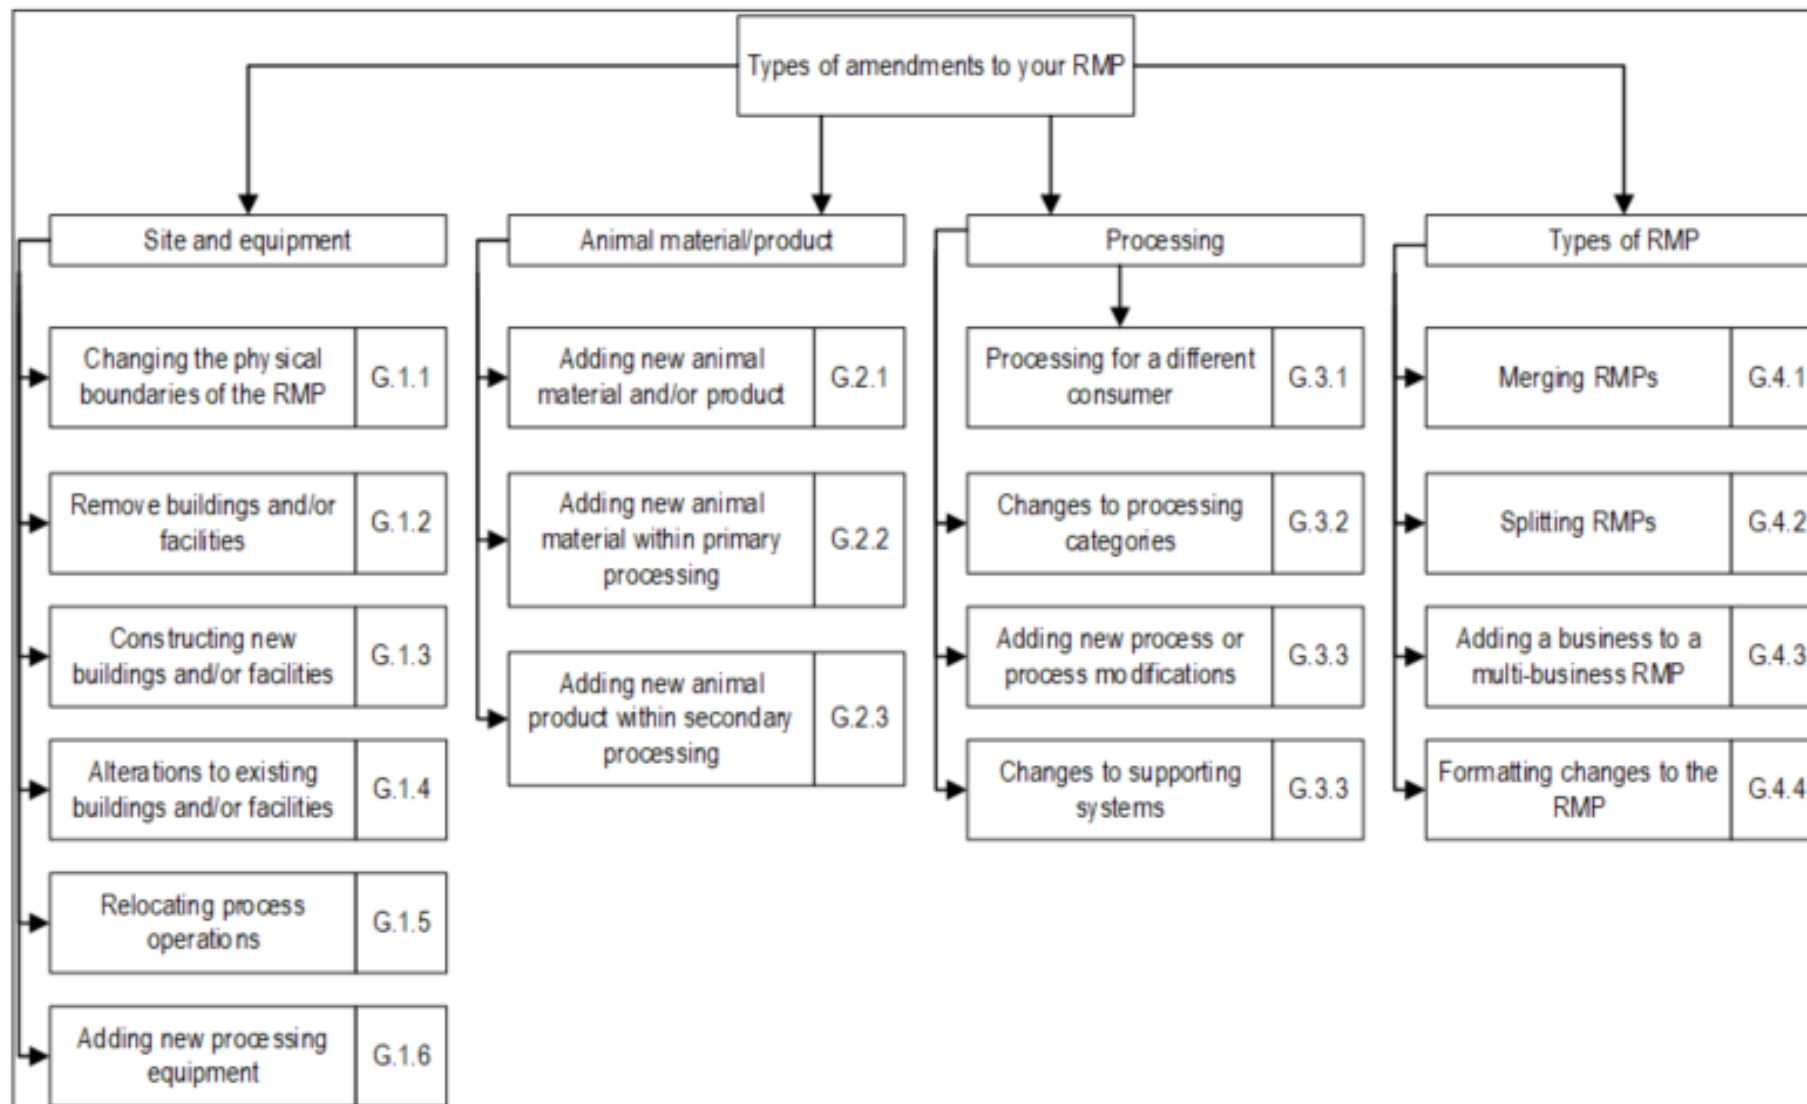 Types of amendments to your RMP
Site and equipment
Changing the physical
boundaries of the RMP
G.1.1
Remove buildings and/or
facilities
G.1.2
Constructing new
buildings and/or facilities
G.1.3
Alterations to existing
buildings and/or facilities
G.1.4
Relocating process
operations
G.1.5
Adding new processing
equipment
G.1.6
Animal material/product
Adding new animal
material and/or product
G.2.1
Adding new animal
material within primary
processing
G.2.2
Adding new animal
product within secondary
processing
G.2.3
Processing
Processing for a different
consumer
G.3.1
Changes to processing
categories
G.3.2
Adding new process or
process modifications
G.3.3
Changes to supporting
systems
G.3.3
Types of RMP
Merging RMPs
G.4.1
Splitting RMPs
G.4.2
Adding a business to a
multi-business RMP
G.4.3
Formatting changes to the
RMP
G.4.4